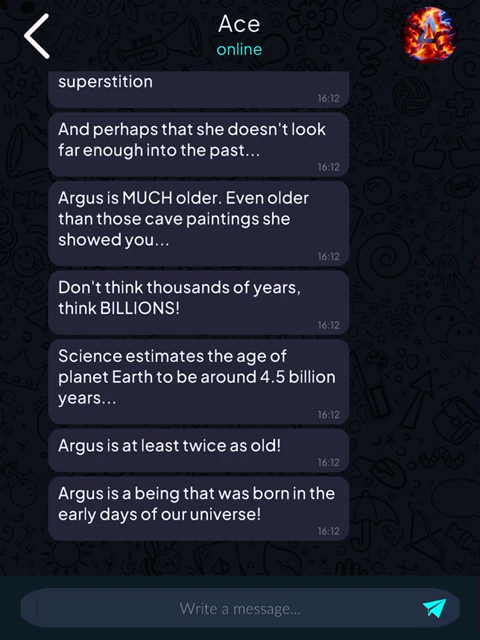 Ace
online
superstition
16:12
And perhaps that she doesn't look
far enough into the past...
16:12
Argus is MUCH older. Even older
than those cave paintings she
showed you...
16:12
Don't think thousands of years,
think BILLIONS!
16:12
Science estimates the age of
planet Earth to be around 4.5 billion
years...
16:12
Argus is at least twice as old!
16:12
Argus is a being that was born in the
early days of our universe!
16:12
Write a message...